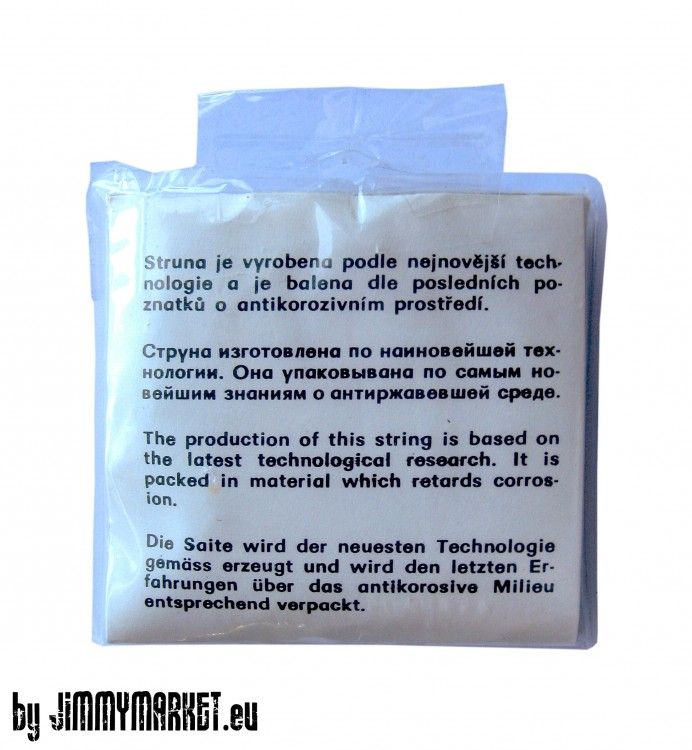 Struna je vyrobena podle nejnovější tech-
nologie a je balena dle posledních po-
znatků o antikorozivním prostředí.
Струна изготовлена по наиновейшей тех-
нологии. Она упаковывана по самым но-
вейшим знаниям о антиржавевшей среде.
The production of this string is based on
the latest technological research. It is
packed in material which retards corros-
ion.
Die Saite wird der neuesten Technologie
gemäss erzeugt und wird den letzten Er-
fahrungen über das antikorosive Milieu
entsprechend verpackt.
by JIMMYMARKET.eu